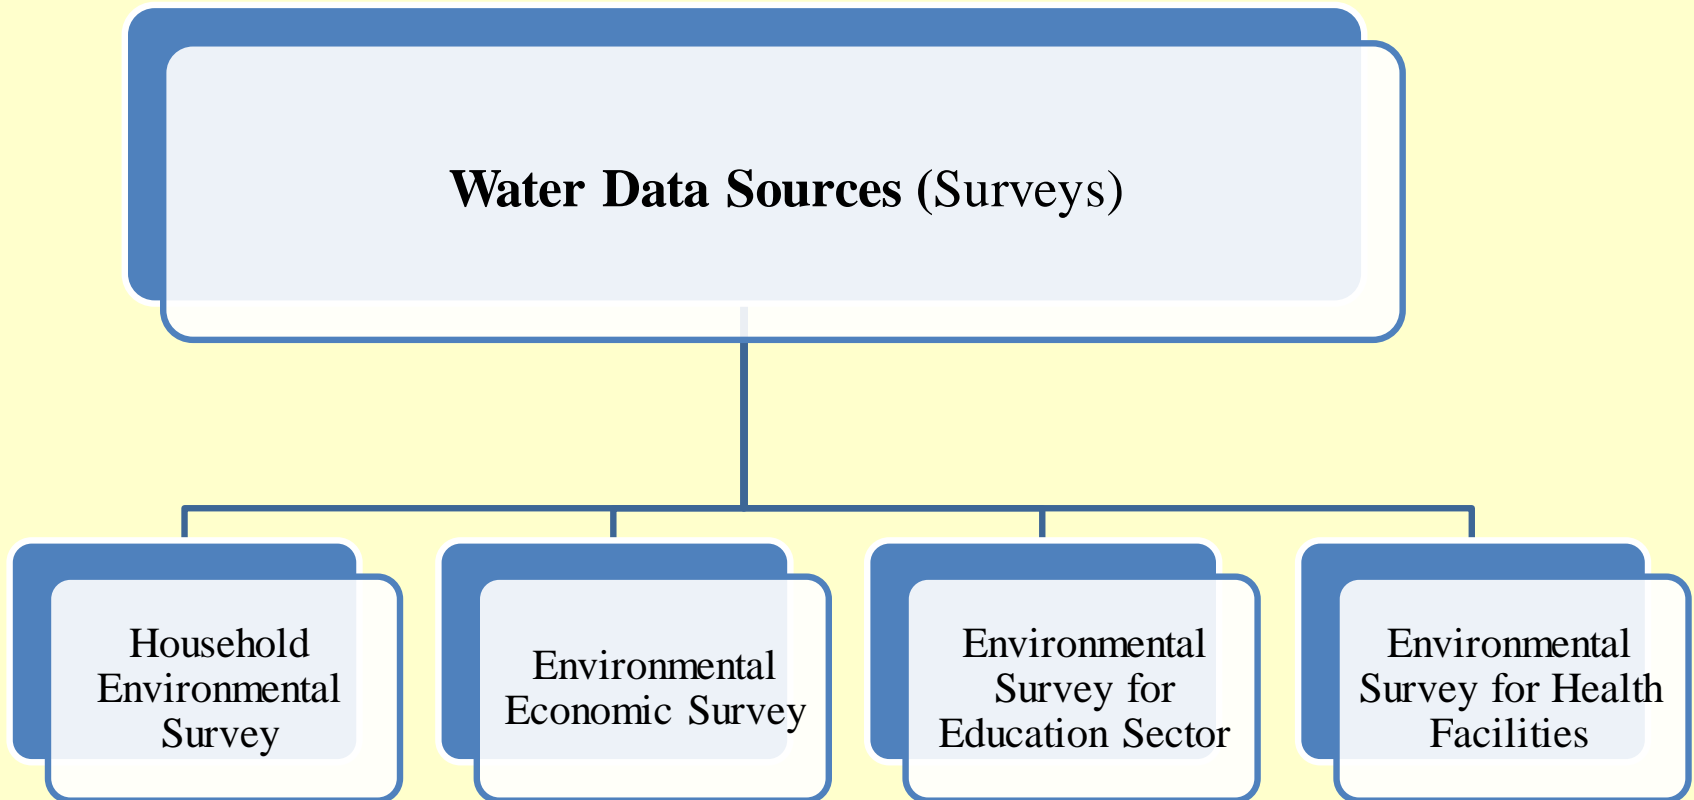 Water Data Sources (Surveys)
Household
Environmental
Survey
Environmental
Economic Survey
Environmental
Survey for
Education Sector
Environmental
Survey for Health
Facilities